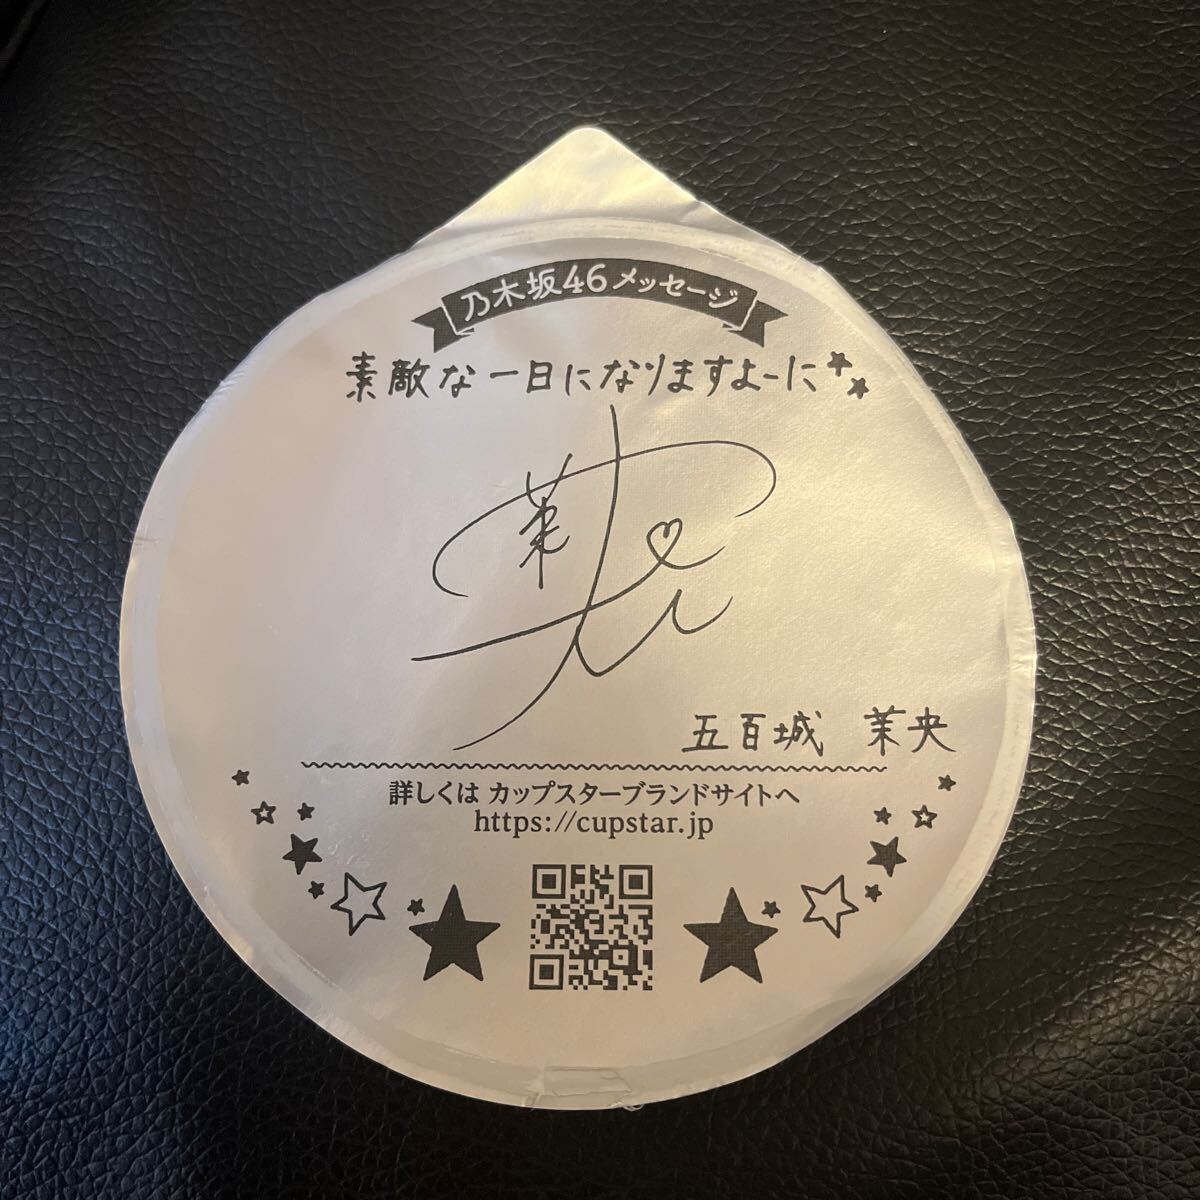 乃木坂46メッセージ
素敵な一日になりますよーに
茉
五百城 茉央
詳しくは カップスターブランドサイトへ
https://cupstar.jp